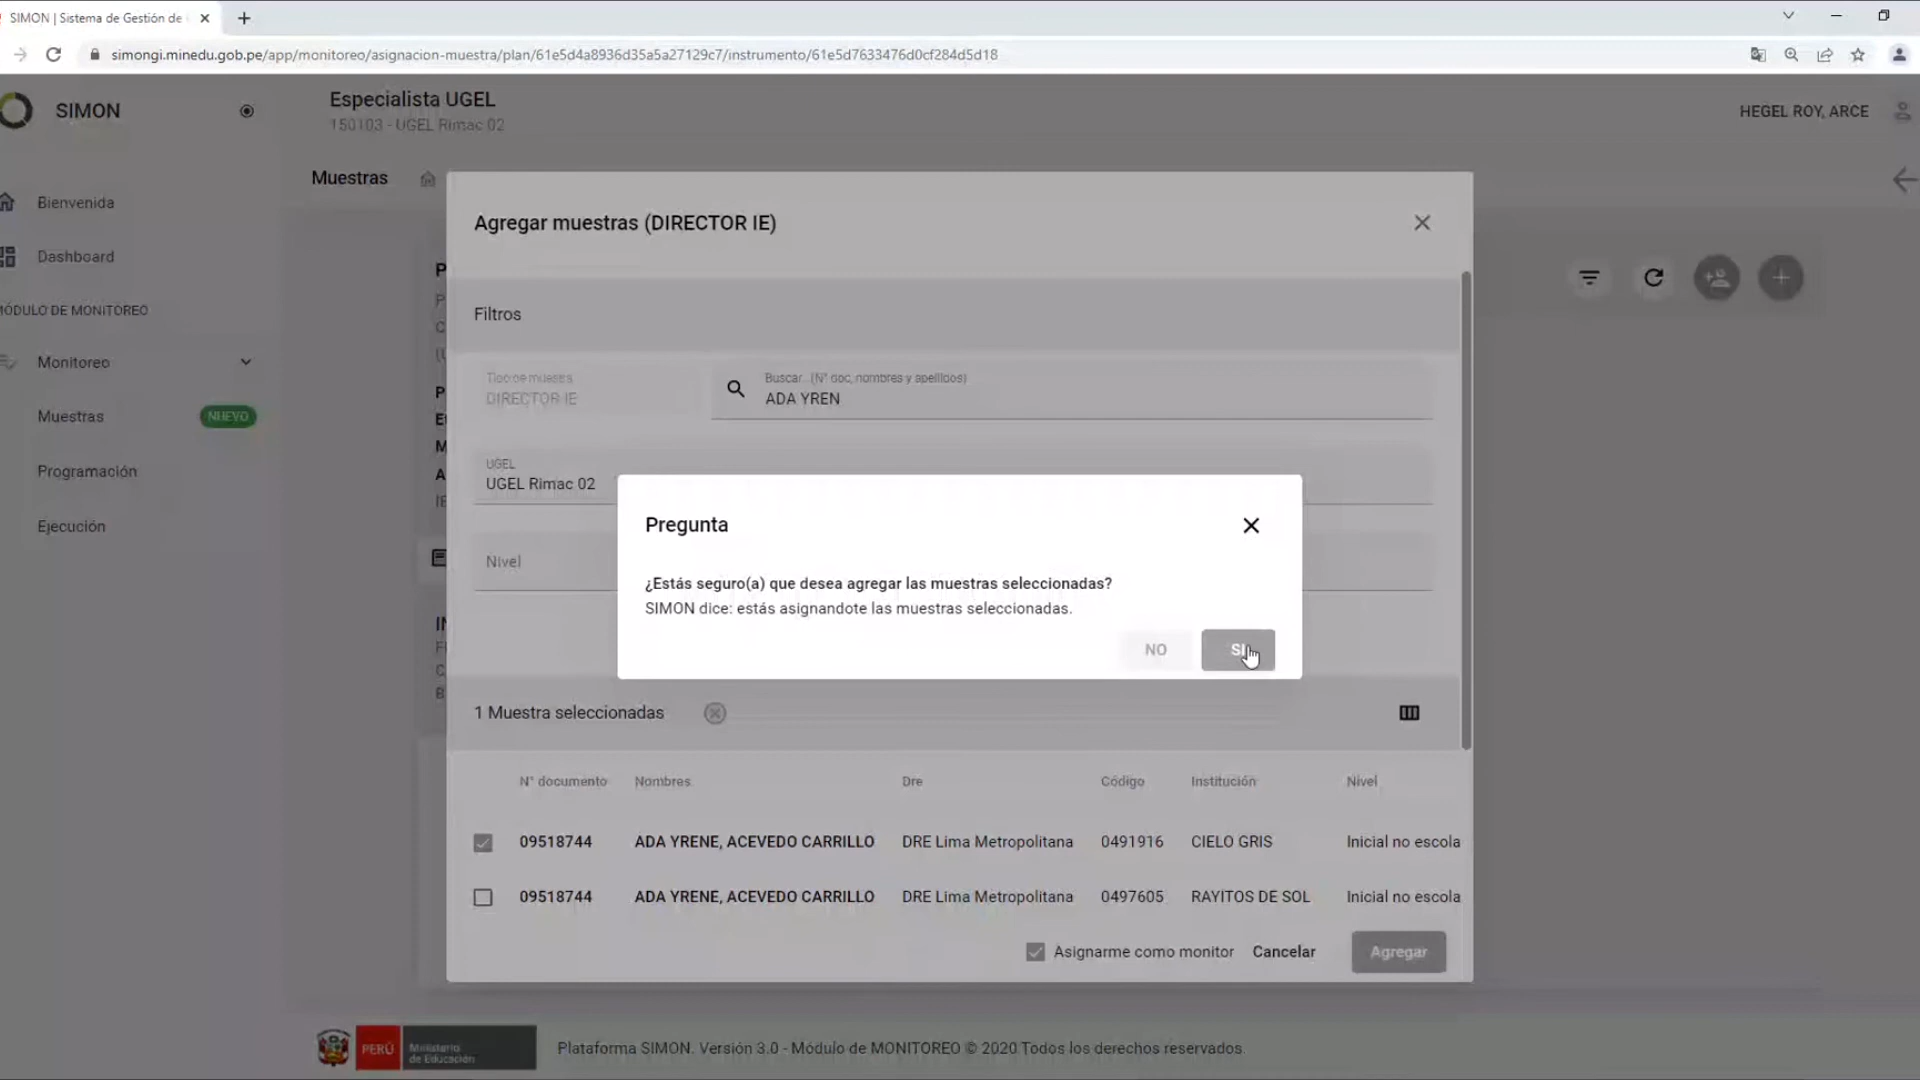 SIMON | Sistema de Gestión de
simongi.minedu.gob.pe/app/monitoreo/asignacion-muestra/plan/61e5d4a8936d35a5a27129c7/instrumento/61e5d7633476d0cf284d5d18
SIMON
Especialista UGEL
150103 - UGEL Rimac 02
HEGEL ROY, ARCE
Muestras
Bienvenida
Dashboard
MÓDULO DE MONITOREO
Monitoreo
Muestras
NUEVO
Programación
Ejecución
Agregar muestras (DIRECTOR IE)
Filtros
Tipo de muestra
DIRECTOR IE
Buscar...(N° doc, nombres y apellidos)
ADA YREN
UGEL
UGEL Rimac 02
Nivel
Pregunta
¿Estás seguro(a) que desea agregar las muestras seleccionadas?
SIMON dice: estás asignandote las muestras seleccionadas.
NO
SI
1 Muestra seleccionadas
N° documento Nombres Dre Código Institución Nivel
09518744 ADA YRENE, ACEVEDO CARRILLO DRE Lima Metropolitana 0491916 CIELO GRIS Inicial no escola
09518744 ADA YRENE, ACEVEDO CARRILLO DRE Lima Metropolitana 0497605 RAYITOS DE SOL Inicial no escola
Asignarme como monitor
Cancelar
Agregar
PERÚ
Ministerio
de Educación
Plataforma SIMON. Versión 3.0 - Módulo de MONITOREO © 2020 Todos los derechos reservados.